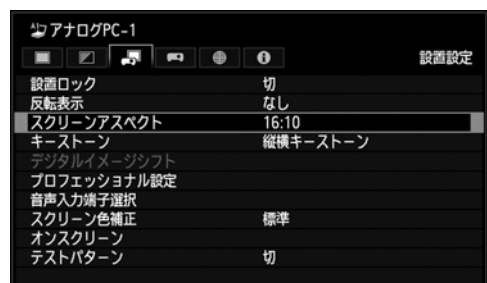 アナログPC-1
設置設定
設置ロック 切
反転表示 なし
スクリーンアスペクト 16:10
キーストーン 縦横キーストーン
デジタルイメージシフト
プロフェッショナル設定
音声入力端子選択
スクリーン色補正 標準
オンスクリーン
テストパターン 切